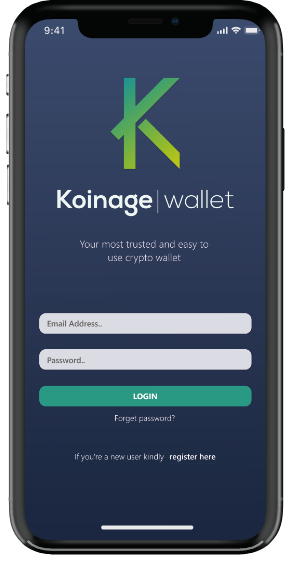 9:41
Koinage|wallet
Your most trusted and easy to
use crypto wallet
Email Address..
Password..
LOGIN
Forget password?
If you're a new user kindly register here